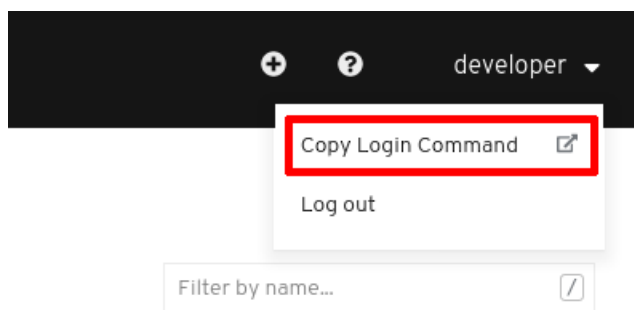 developer
Copy Login Command
Log out
Filter by name...
/